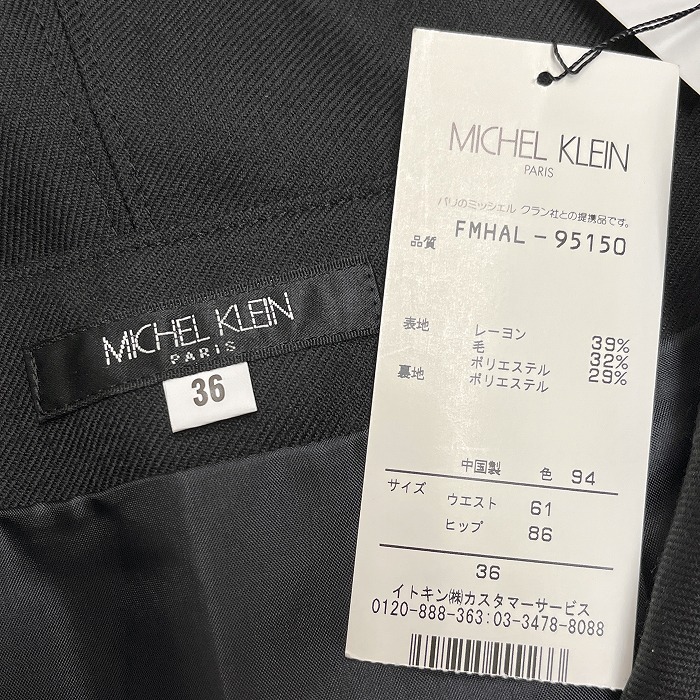 MICHEL KLEIN
PARIS
36
MICHEL KLEIN
PARIS
パリのミッシェル クラン社との提携品です。
品質 FMHAL-95150
表地 レーヨン 39%
毛 32%
ポリエステル 29%
裏地 ポリエステル
中国製 色 94
サイズ ウエスト 61
ヒップ 86
36
イトキン㈱カスタマーサービス
0120-888-363:03-3478-8088